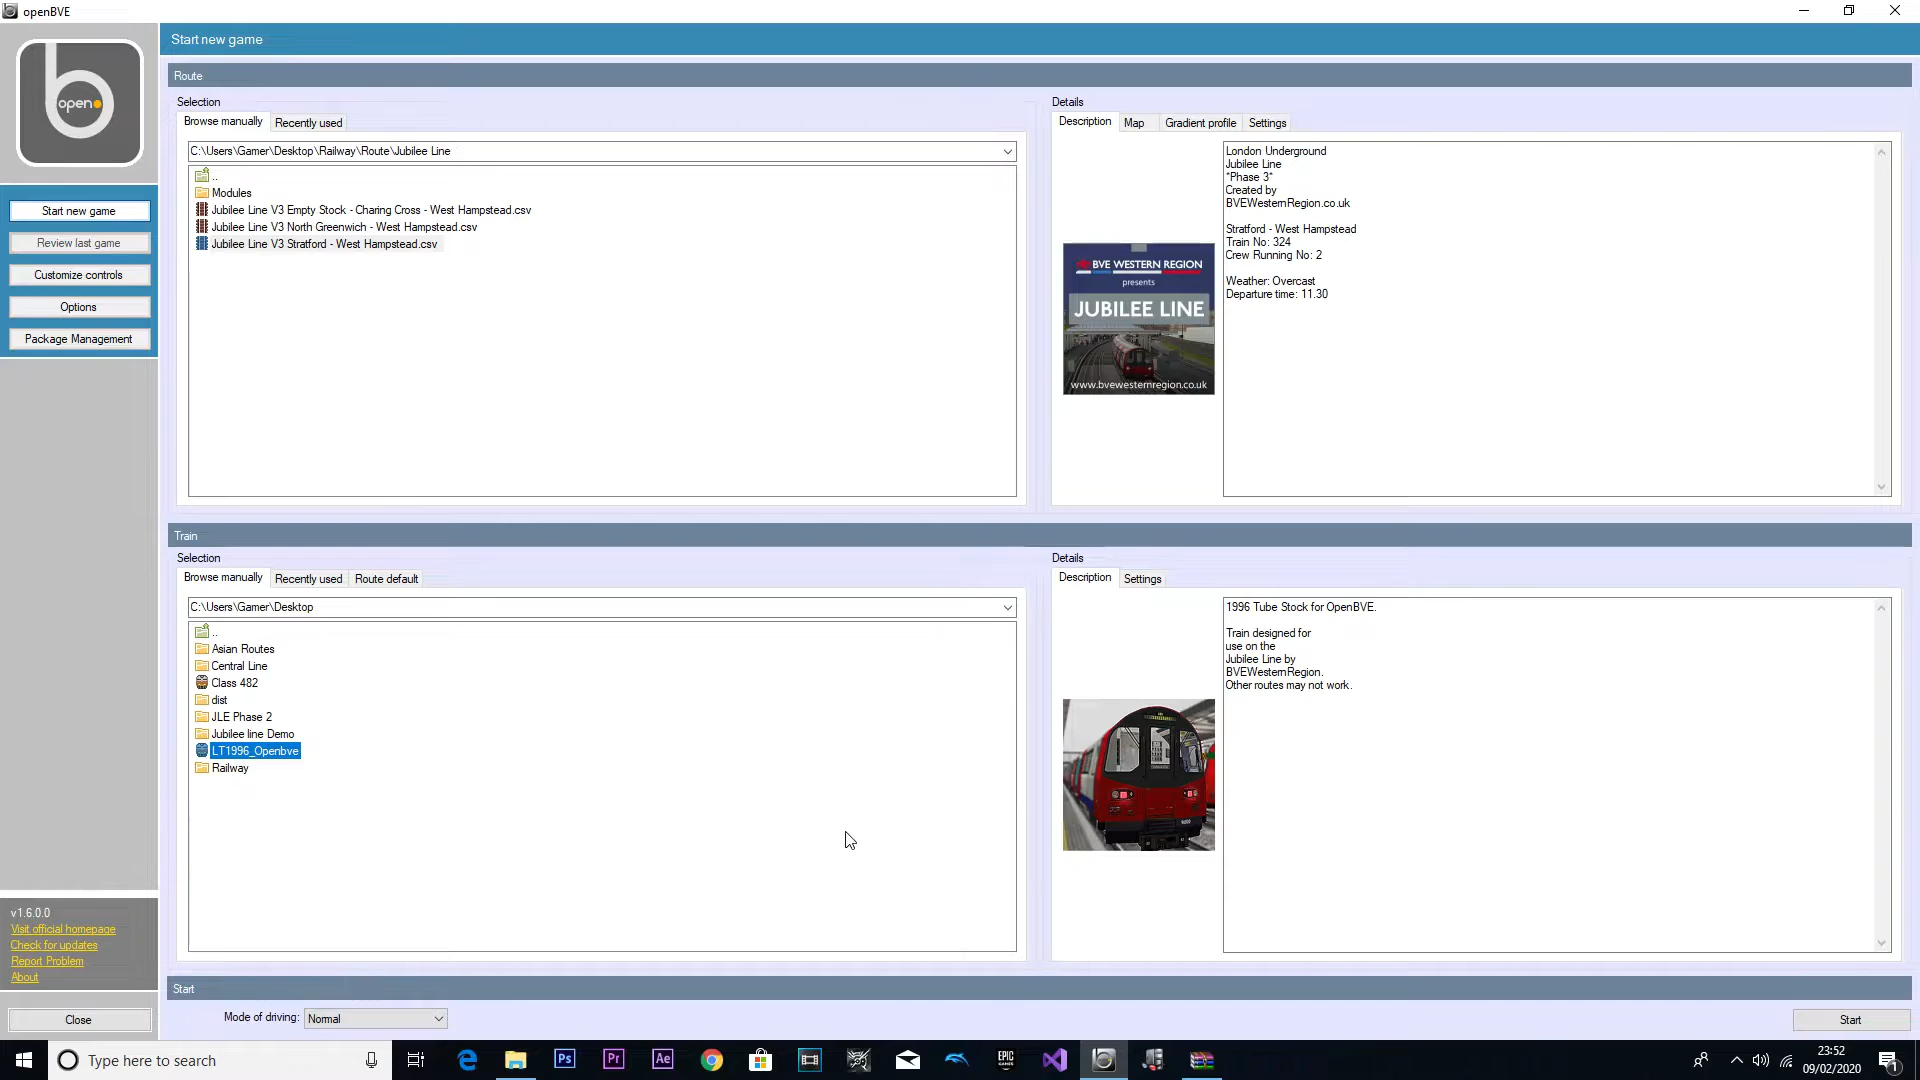 openBVE
Start new game
open
Route
Selection
Details
Browse manually
Recently used
Description
Map
Gradient profile
Settings
C:\Users\Gamer\Desktop\Railway\Route\Jubilee Line
..
Modules
Jubilee Line V3 Empty Stock - Charing Cross - West Hampstead.csv
Jubilee Line V3 North Greenwich - West Hampstead.csv
Jubilee Line V3 Stratford - West Hampstead.csv
BVE WESTERN REGION
presents
JUBILEE LINE
www.bvewesternregion.co.uk
London Underground
Jubilee Line
*Phase 3*
Created by
BVEWesternRegion.co.uk
Stratford - West Hampstead
Train No: 324
Crew Running No: 2
Weather: Overcast
Departure time: 11.30
Start new game
Review last game
Customize controls
Options
Package Management
Train
Selection
Details
Browse manually
Recently used
Route default
Description
Settings
C:\Users\Gamer\Desktop
..
Asian Routes
Central Line
Class 482
dist
JLE Phase 2
Jubilee line Demo
LT1996_Openbve
Railway
1996 Tube Stock for OpenBVE.
Train designed for
use on the
Jubilee Line by
BVEWesternRegion.
Other routes may not work.
v1.6.0.0
Visit official homepage
Check for updates
Report Problem
About
Close
Start
Mode of driving:
Normal
Start
Type here to search
Ps
Pr
Ae
EPIC
GAMES
23:52
09/02/2020
1